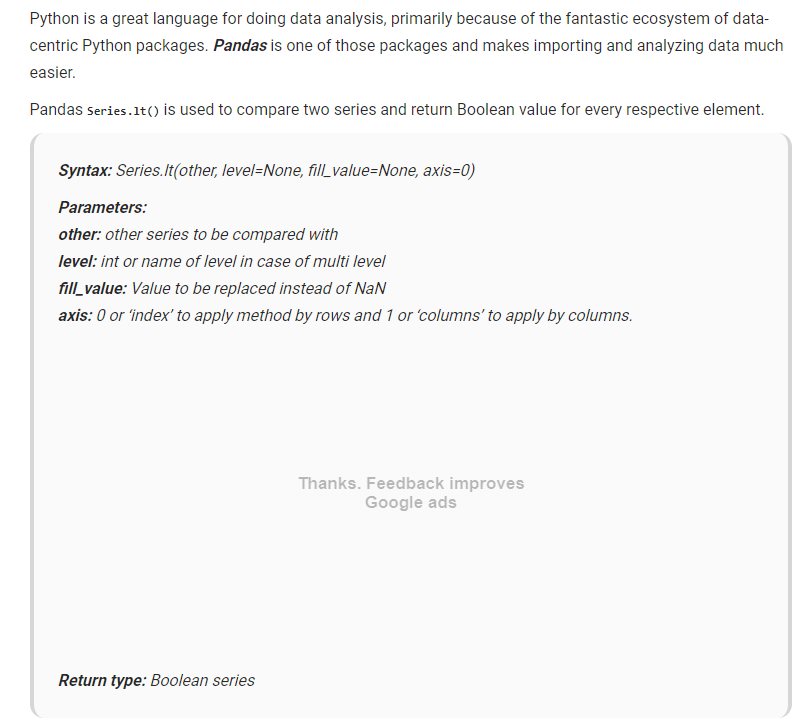 Python is a great language for doing data analysis, primarily because of the fantastic ecosystem of data-
centric Python packages. Pandas is one of those packages and makes importing and analyzing data much
easier.
Pandas Series.lt() is used to compare two series and return Boolean value for every respective element.
Syntax: Series.lt(other, level=None, fill_value=None, axis=0)
Parameters:
other: other series to be compared with
level: int or name of level in case of multi level
fill_value: Value to be replaced instead of NaN
axis: 0 or ‘index’ to apply method by rows and 1 or ‘columns’ to apply by columns.
Thanks. Feedback improves
Google ads
Return type: Boolean series